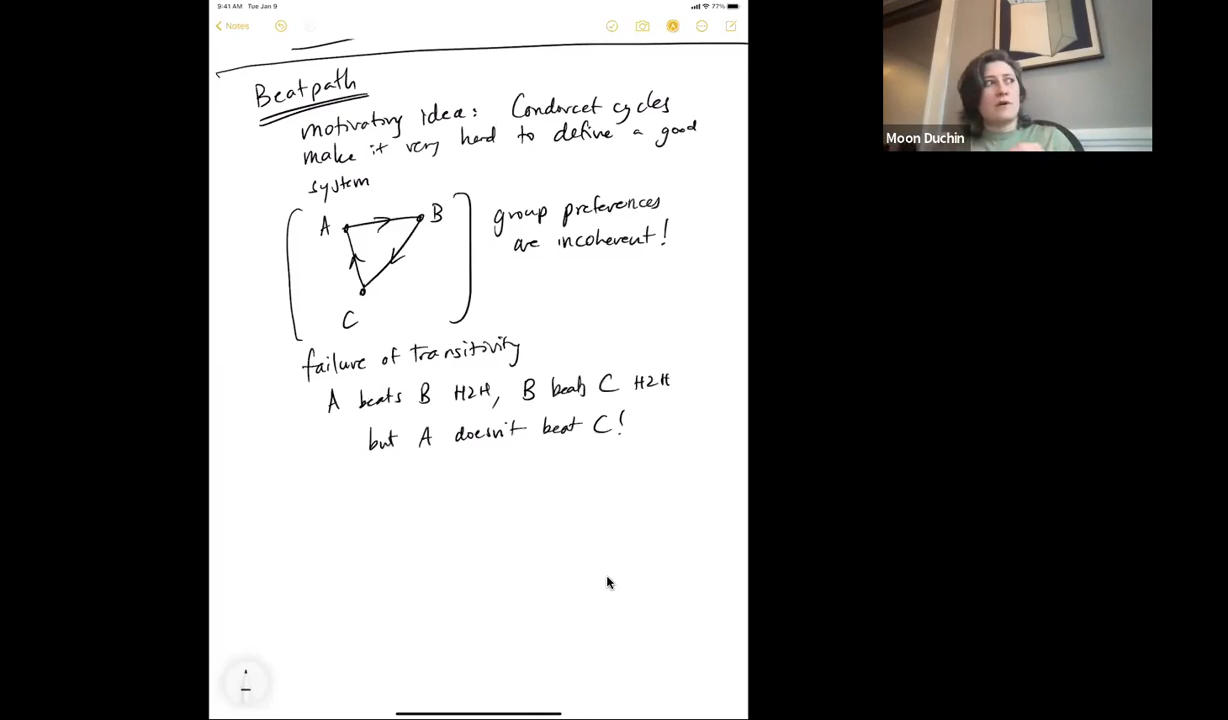 9:41 AM Tue Jan 9
77%
Notes
Beatpath
motivating idea: Condorcet cycles
make it very hard to define a good
system
A B
C
group preferences
are incoherent!
failure of transitivity
A beats B H2H, B beats C H2H
but A doesn't beat C!
Moon Duchin